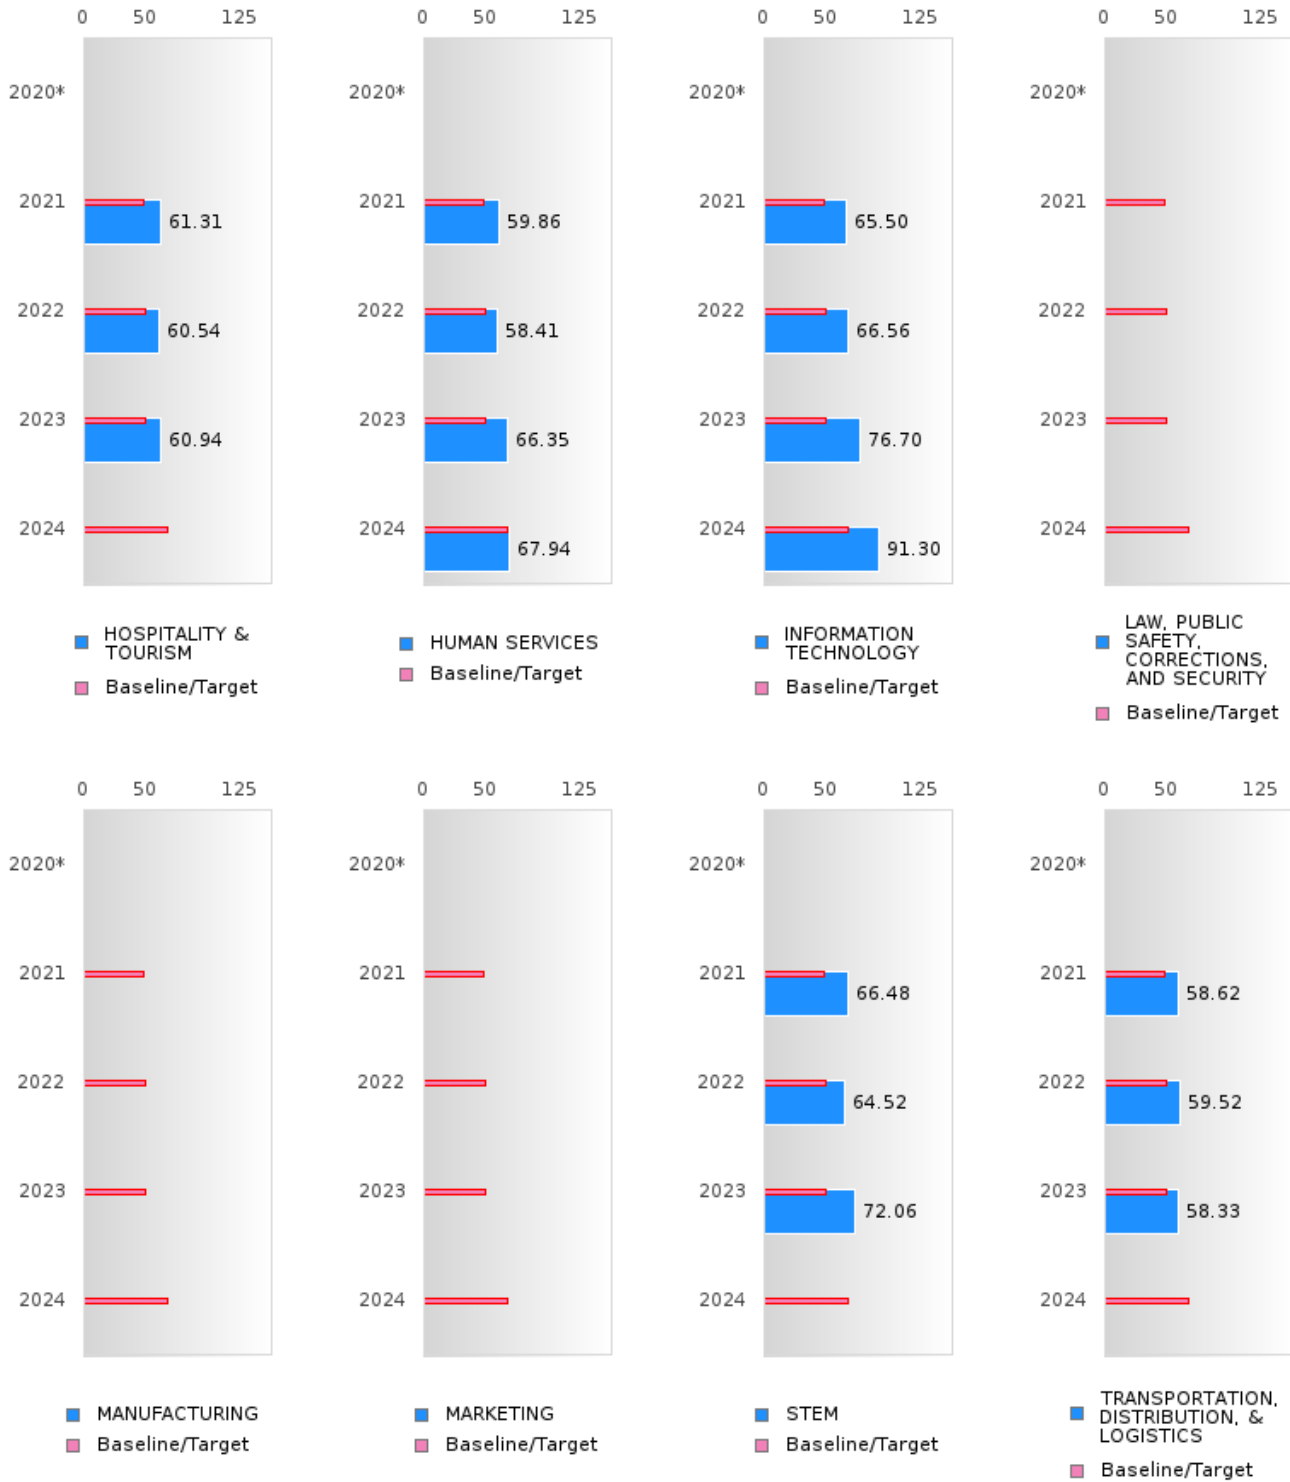 0 50 125
2020*
2021 61.31
2022 60.54
2023 60.94
2024
HOSPITALITY &
TOURISM
Baseline/Target
0 50 125
2020*
2021 59.86
2022 58.41
2023 66.35
2024 67.94
HUMAN SERVICES
Baseline/Target
0 50 125
2020*
2021 65.50
2022 66.56
2023 76.70
2024 91.30
INFORMATION
TECHNOLOGY
Baseline/Target
0 50 125
2020*
2021
2022
2023
2024
LAW, PUBLIC
SAFETY,
CORRECTIONS,
AND SECURITY
Baseline/Target
0 50 125
2020*
2021
2022
2023
2024
MANUFACTURING
Baseline/Target
0 50 125
2020*
2021
2022
2023
2024
MARKETING
Baseline/Target
0 50 125
2020*
2021 66.48
2022 64.52
2023 72.06
2024
STEM
Baseline/Target
0 50 125
2020*
2021 58.62
2022 59.52
2023 58.33
2024
TRANSPORTATION,
DISTRIBUTION, &
LOGISTICS
Baseline/Target